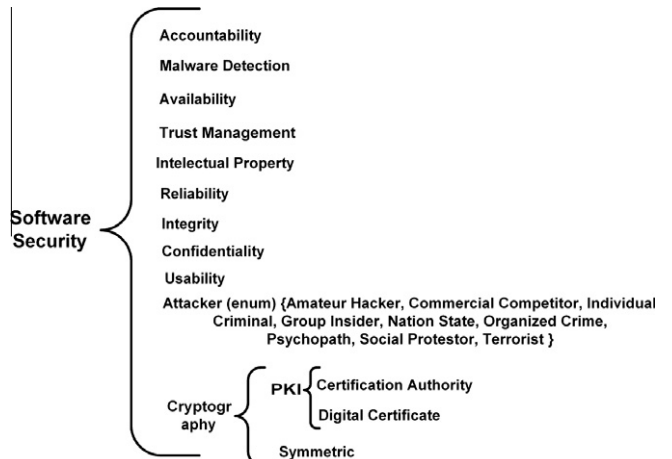 Accountability
Malware Detection
Availability
Trust Management
Intelectual Property
Reliability
Software
Security
Integrity
Confidentiality
Usability
Attacker (enum) {Amateur Hacker, Commercial Competitor, Individual
Criminal, Group Insider, Nation State, Organized Crime,
Psychopath, Social Protestor, Terrorist }
Cryptogr
aphy
PKI
Certification Authority
Digital Certificate
Symmetric